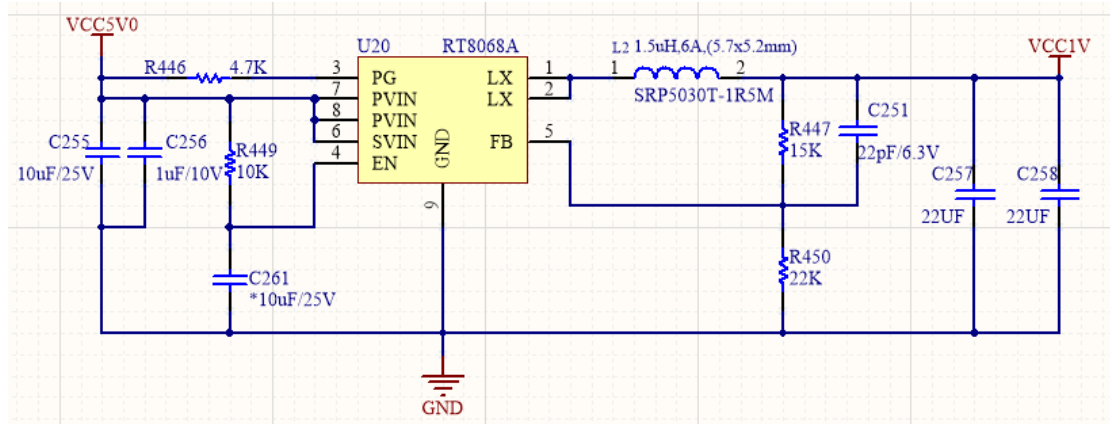 VCC5V0
U20 RT8068A
L2 1.5uH,6A,(5.7x5.2mm)
VCC1V
R446 4.7K
3 PG LX 1
1 2
7 PVIN LX 2
SRP5030T-1R5M
8 PVIN
6 SVIN FB 5
4 EN
GND
9
C255
10uF/25V
C256
1uF/10V
R449
10K
C261
*10uF/25V
R447
15K
C251
22pF/6.3V
C257
22UF
C258
22UF
R450
22K
GND